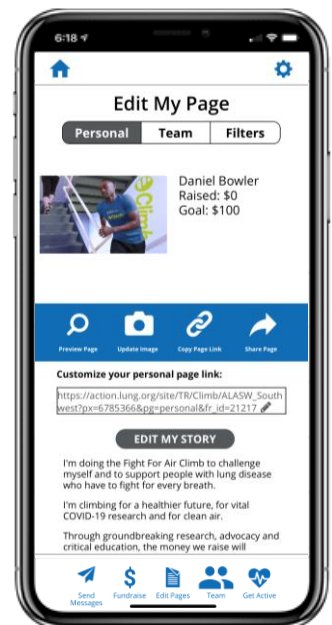 6:18
Edit My Page
Personal Team Filters
Climb
Daniel Bowler
Raised: $0
Goal: $100
Preview Page Update Image Copy Page Link Share Page
Customize your personal page link:
https://action.lung.org/site/TR/Climb/ALASW_South
west?px=6785366&pg=personal&fr_id=21217
EDIT MY STORY
I'm doing the Fight For Air Climb to challenge
myself and to support people with lung disease
who have to fight for every breath.
I'm climbing for a healthier future, for vital
COVID-19 research and for clean air.
Through groundbreaking research, advocacy and
critical education, the money we raise will
Send
Messages
Fundraise
Edit Pages
Team
Get Active